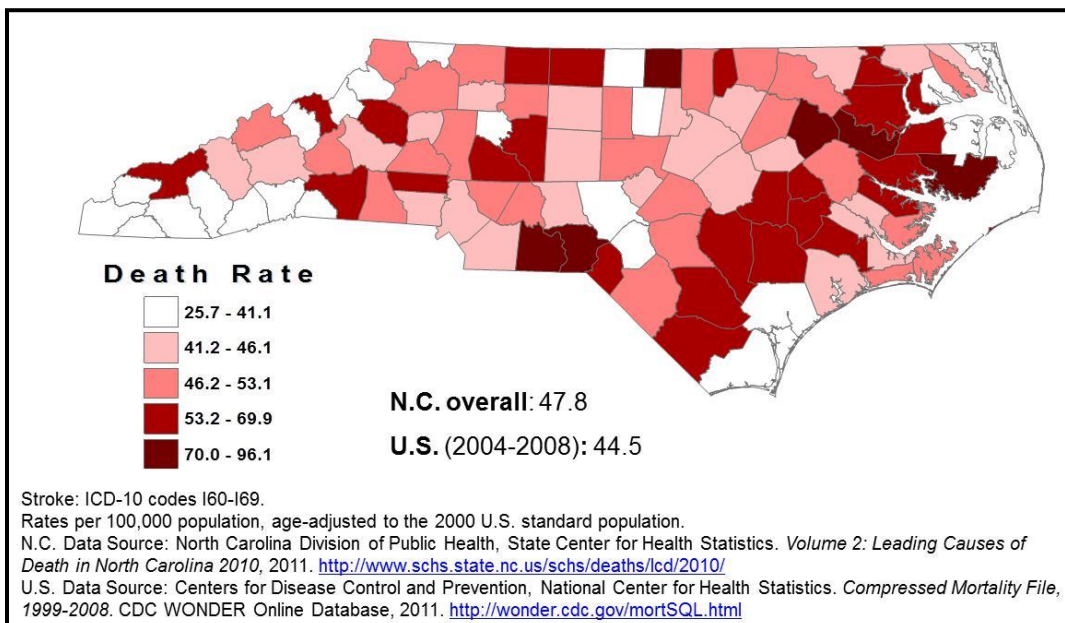 Death Rate
25.7 - 41.1
41.2 - 46.1
46.2 - 53.1
53.2 - 69.9
70.0 - 96.1
N.C. overall: 47.8
U.S. (2004-2008): 44.5
Stroke: ICD-10 codes I60-I69.
Rates per 100,000 population, age-adjusted to the 2000 U.S. standard population.
N.C. Data Source: North Carolina Division of Public Health, State Center for Health Statistics. Volume 2: Leading Causes of
Death in North Carolina 2010, 2011. http://www.schs.state.nc.us/schs/deaths/lcd/2010/
U.S. Data Source: Centers for Disease Control and Prevention, National Center for Health Statistics. Compressed Mortality File,
1999-2008. CDC WONDER Online Database, 2011. http://wonder.cdc.gov/mortSQL.html